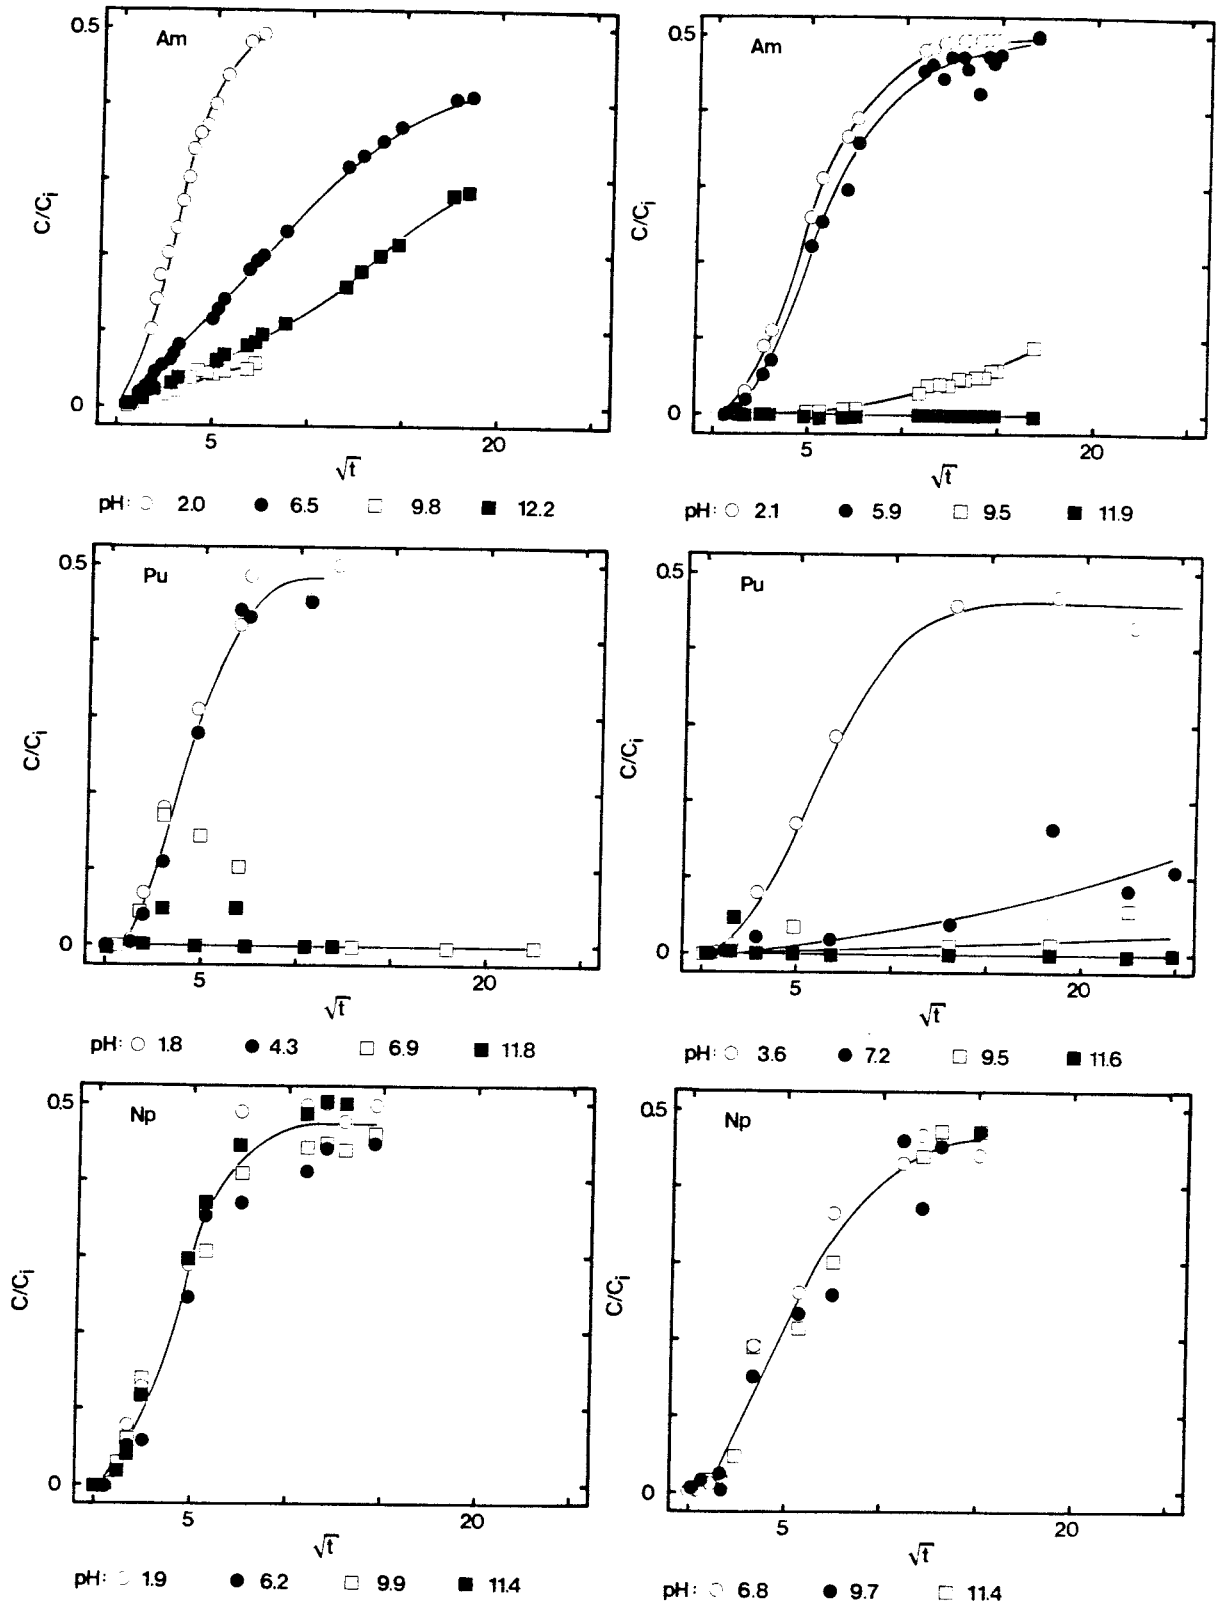 0.5
Am
C/Ci
0
5
20
√t
pH: ○ 2.0 ● 6.5 □ 9.8 ■ 12.2
0.5
Am
C/Ci
0
5
20
√t
pH: ○ 2.1 ● 5.9 □ 9.5 ■ 11.9
0.5
Pu
C/Ci
0
5
20
√t
pH: ○ 1.8 ● 4.3 □ 6.9 ■ 11.8
0.5
Pu
C/Ci
0
5
20
√t
pH: ○ 3.6 ● 7.2 □ 9.5 ■ 11.6
0.5
Np
C/Ci
0
5
20
√t
pH: ○ 1.9 ● 6.2 □ 9.9 ■ 11.4
0.5
Np
C/Ci
0
5
20
√t
pH: ○ 6.8 ● 9.7 □ 11.4